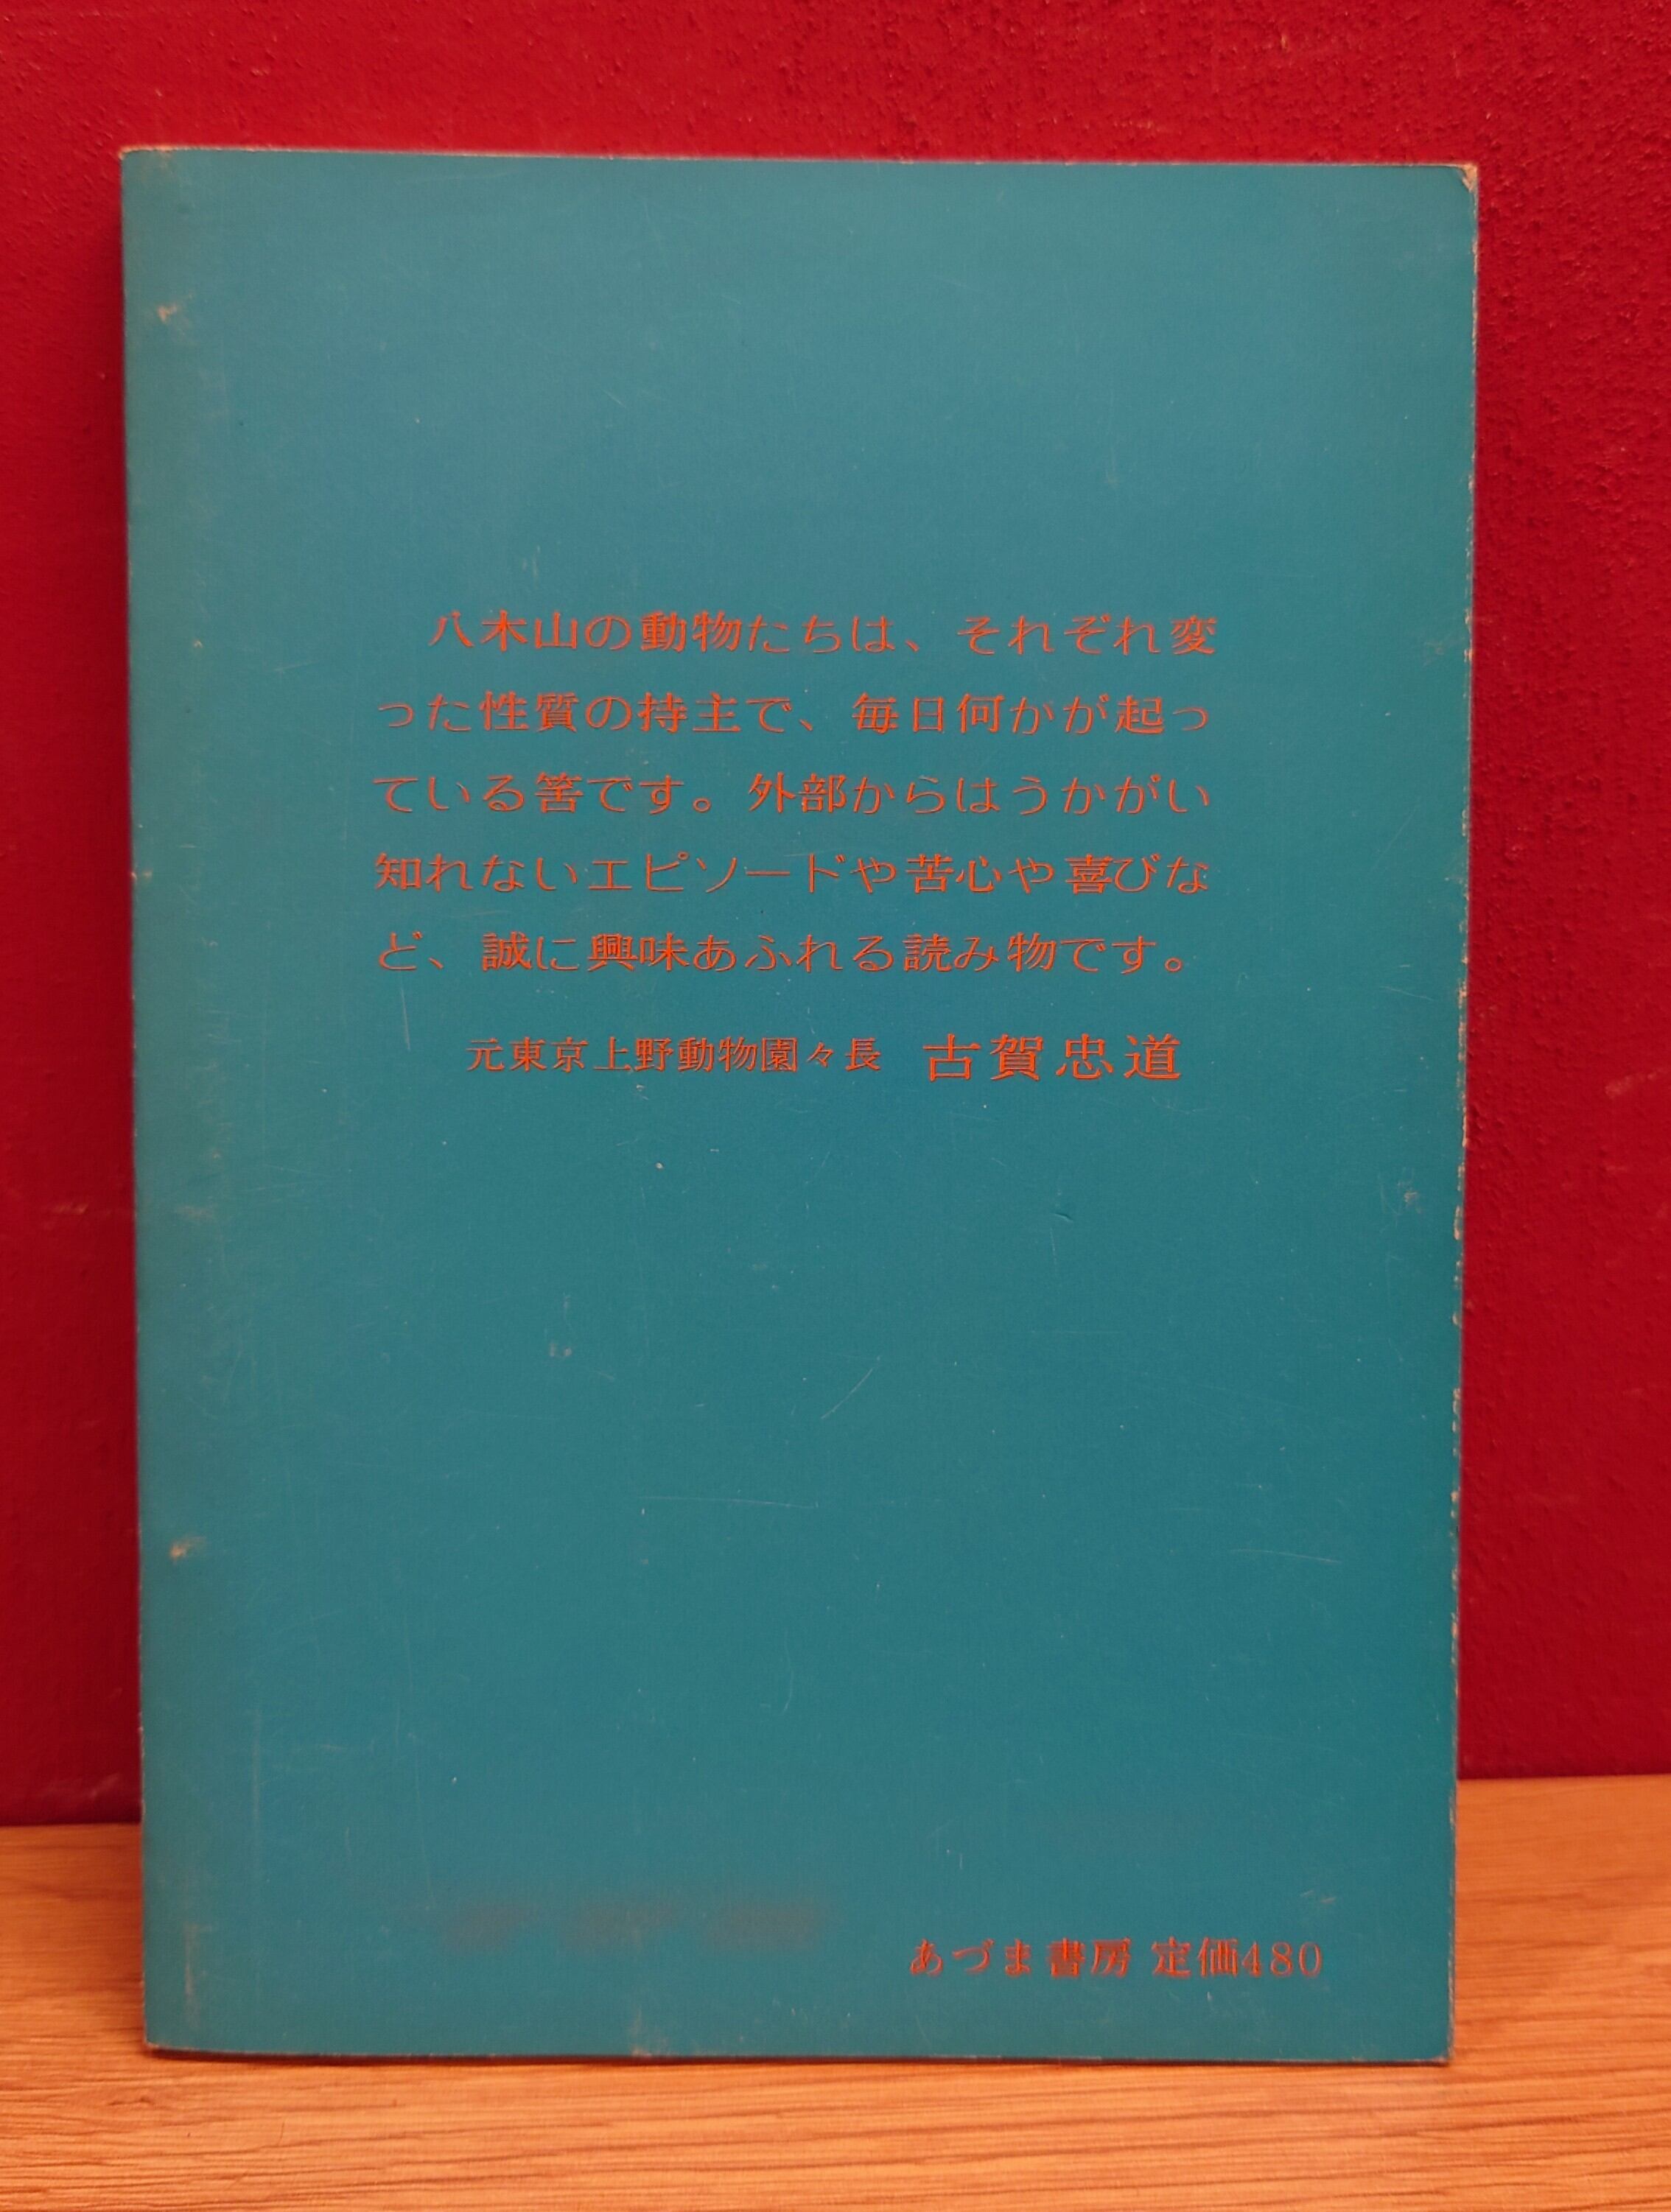 八木山の動物たちは、それぞれ変
った性質の持主で、毎日何かが起っ
ている筈です。外部からはうかがい
知れないエピソードや苦心や喜びな
ど、誠に興味あふれる読み物です。
元東京上野動物園々長 古賀忠道
あづま書房 定価480